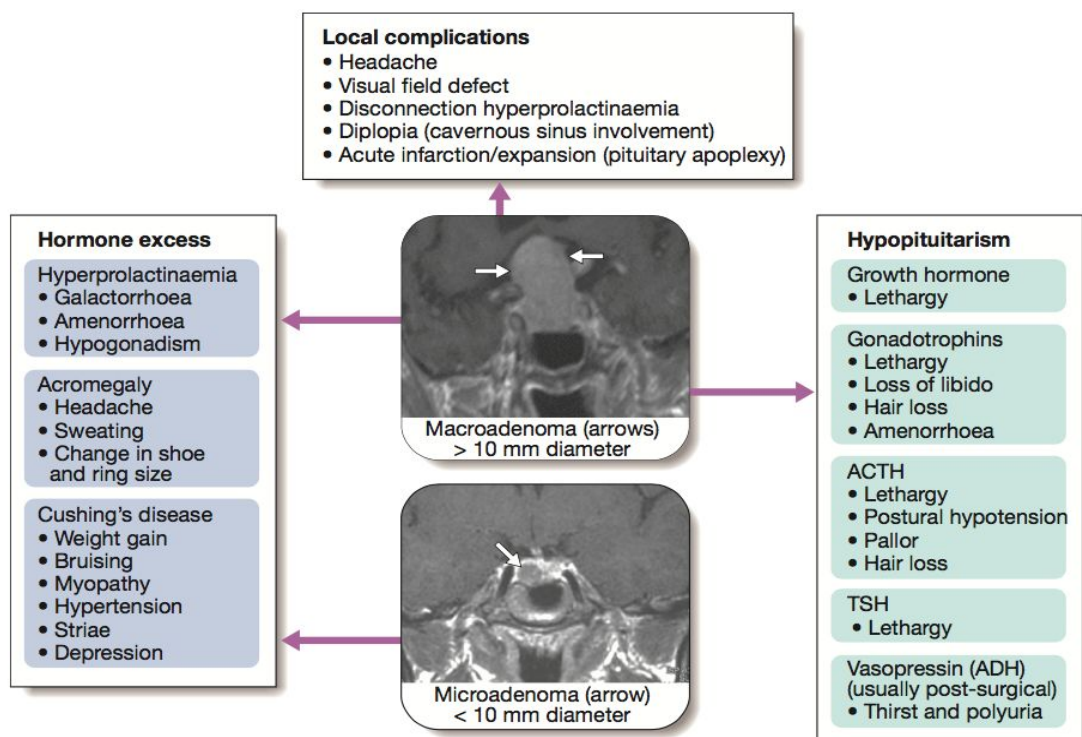 Local complications
• Headache
• Visual field defect
• Disconnection hyperprolactinaemia
• Diplopia (cavernous sinus involvement)
• Acute infarction/expansion (pituitary apoplexy)
Hormone excess
Hyperprolactinaemia
• Galactorrhoea
• Amenorrhoea
• Hypogonadism
Acromegaly
• Headache
• Sweating
• Change in shoe
and ring size
Cushing's disease
• Weight gain
• Bruising
• Myopathy
• Hypertension
• Striae
• Depression
Macroadenoma (arrows)
> 10 mm diameter
Microadenoma (arrow)
< 10 mm diameter
Hypopituitarism
Growth hormone
• Lethargy
Gonadotrophins
• Lethargy
• Loss of libido
• Hair loss
• Amenorrhoea
ACTH
• Lethargy
• Postural hypotension
• Pallor
• Hair loss
TSH
• Lethargy
Vasopressin (ADH)
(usually post-surgical)
• Thirst and polyuria